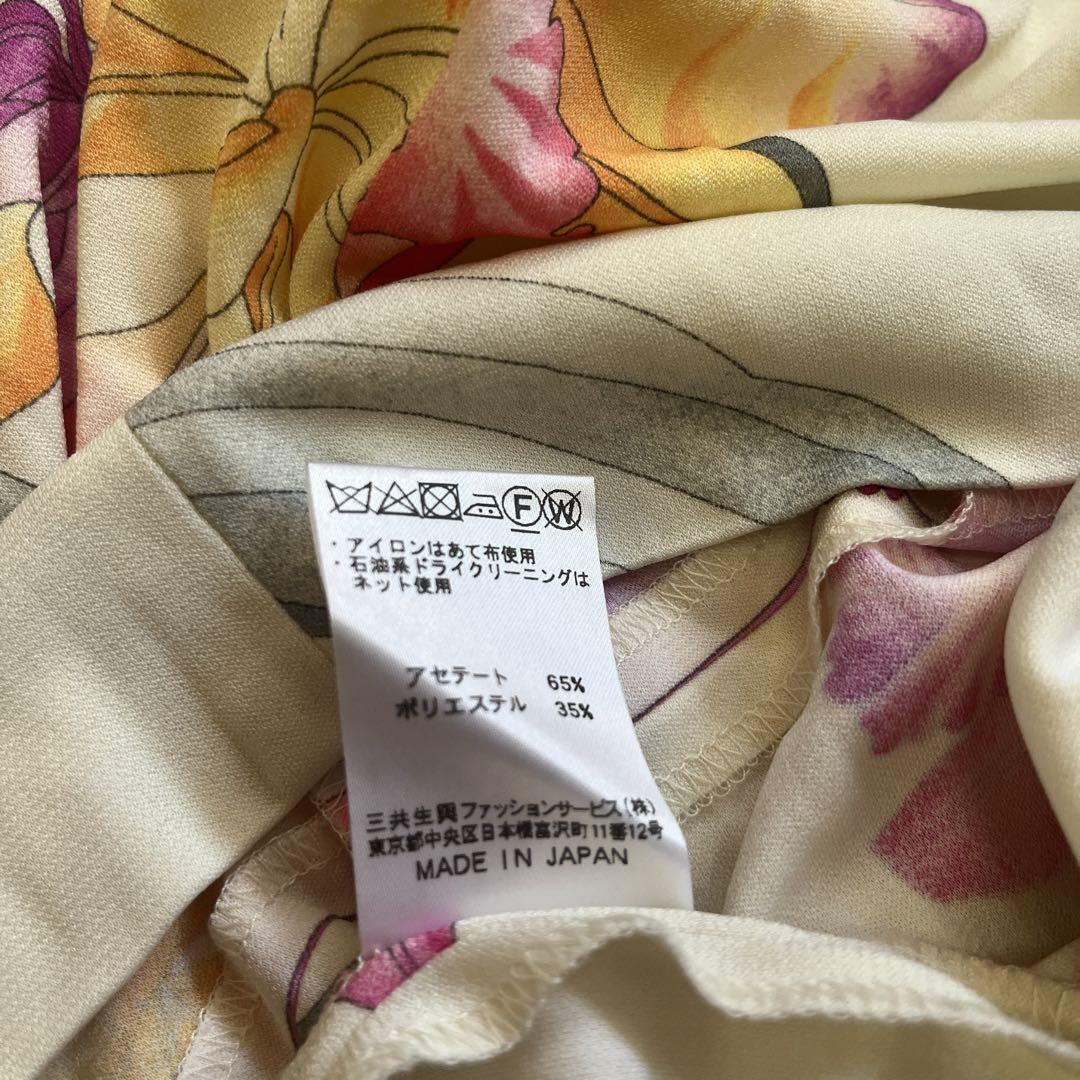 F W
・アイロンはあて布使用
・石油系ドライクリーニングは
ネット使用
アセテート 65%
ポリエステル 35%
三共生興ファッションサービス(株)
東京都中央区日本橋富沢町11番12号
MADE IN JAPAN